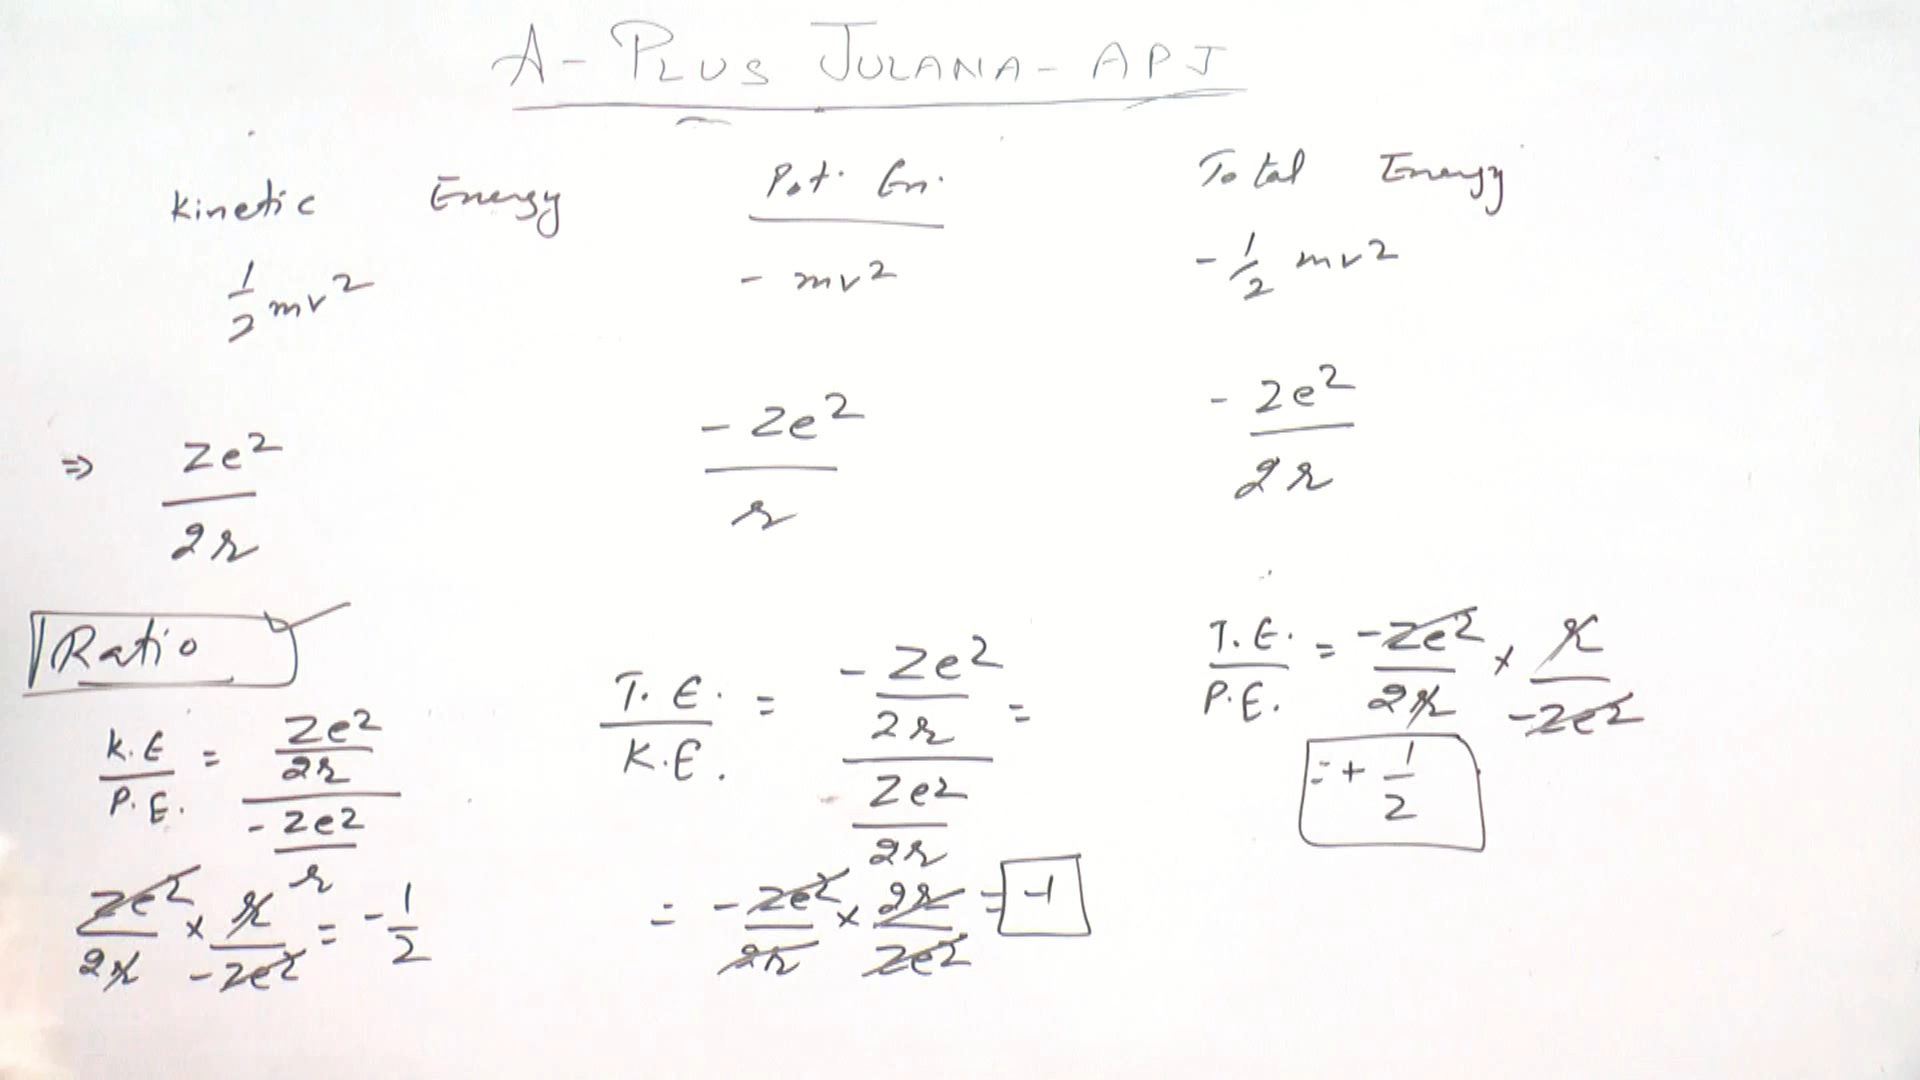 A - PLUS JULANA - APJ
Kinetic Energy
1/2 mv²
⇒ Ze²/2r
Pot. En.
- mv²
-Ze²/r
Total Energy
- 1/2 mv²
- Ze²/2r
Ratio
K.E/P.E. = (Ze²/2r)/(-Ze²/r)
Ze²/2r × r/-Ze² = -1/2
T.E./K.E. = (-Ze²/2r)/(Ze²/2r) =
= -Ze²/2r × 2r/Ze² = -1
T.E./P.E. = -Ze²/2r × r/-Ze²
= + 1/2